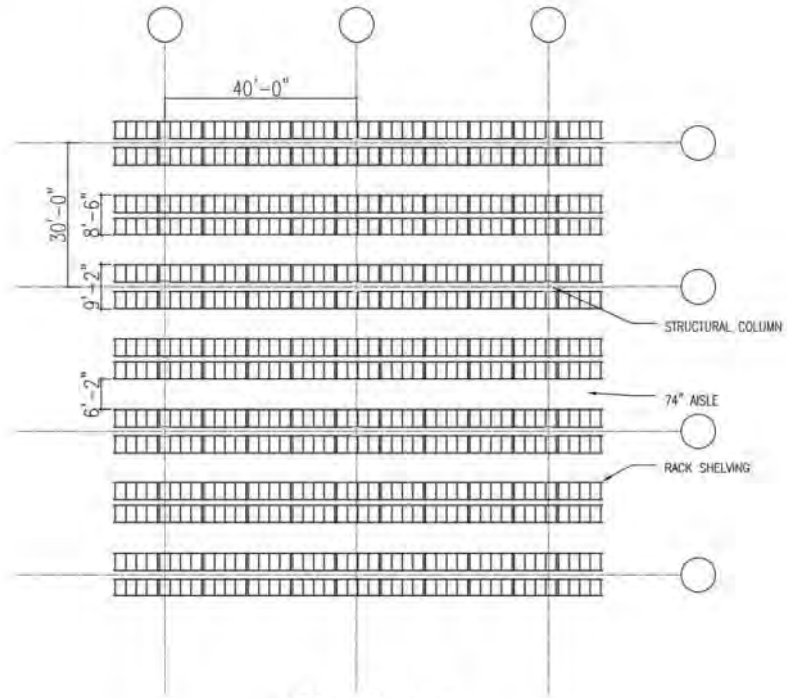 40'-0"
30'-0"
8'-6"
9'-2"
STRUCTURAL COLUMN
6'-2"
74" AISLE
RACK SHELVING